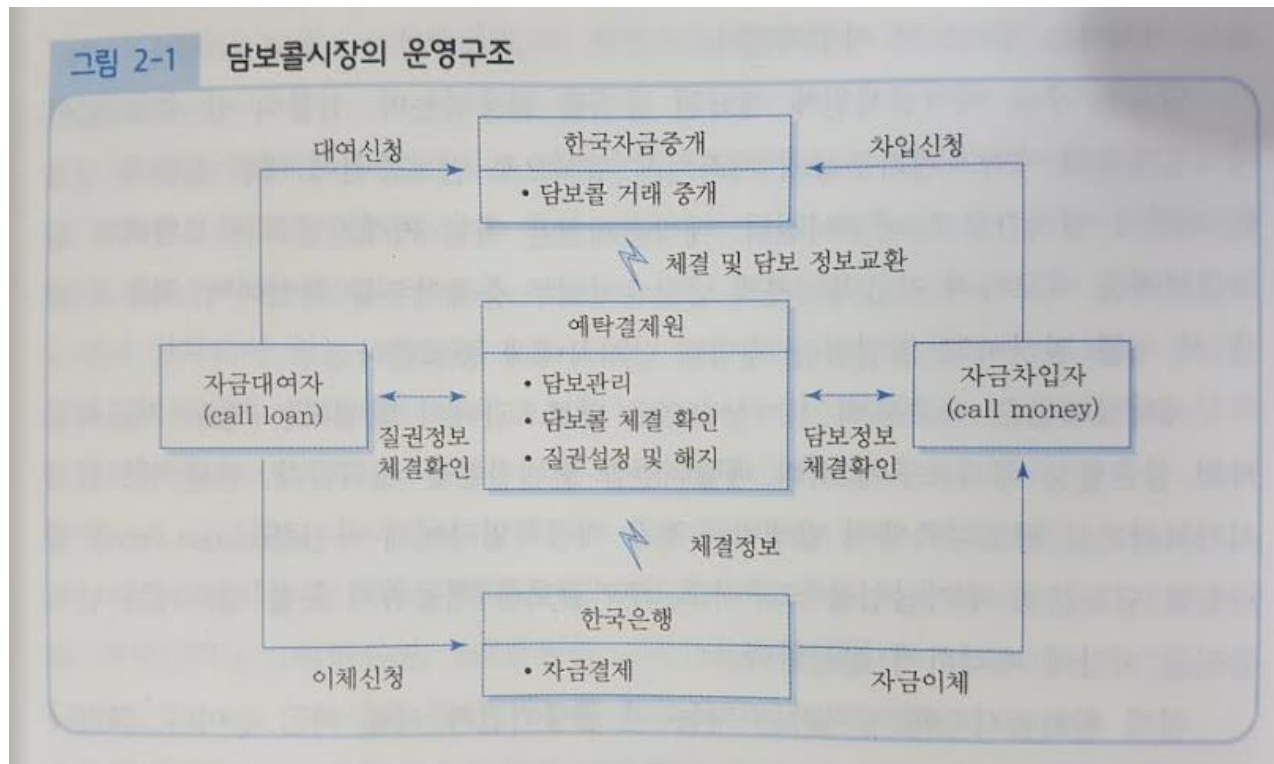 그림 2-1 담보콜시장의 운영구조
대여신청
한국자금중개
• 담보콜 거래 중개
차입신청
체결 및 담보 정보교환
자금대여자
(call loan)
질권정보
체결확인
예탁결제원
• 담보관리
• 담보콜 체결 확인
• 질권설정 및 해지
담보정보
체결확인
자금차입자
(call money)
체결정보
이체신청
한국은행
• 자금결제
자금이체